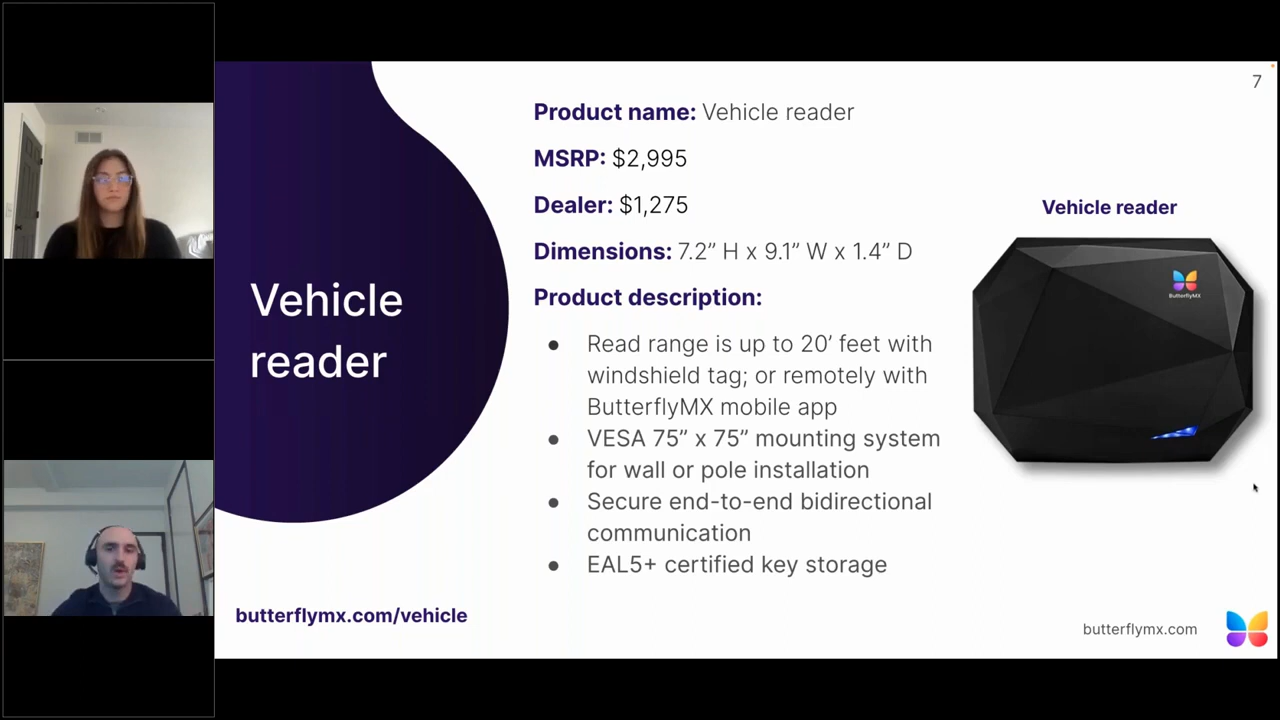 7
Vehicle
reader
butterflymx.com/vehicle
Product name: Vehicle reader
MSRP: $2,995
Dealer: $1,275
Dimensions: 7.2” H x 9.1” W x 1.4” D
Product description:
● Read range is up to 20’ feet with
windshield tag; or remotely with
ButterflyMX mobile app
● VESA 75” x 75” mounting system
for wall or pole installation
● Secure end-to-end bidirectional
communication
● EAL5+ certified key storage
Vehicle reader
ButterflyMX
butterflymx.com